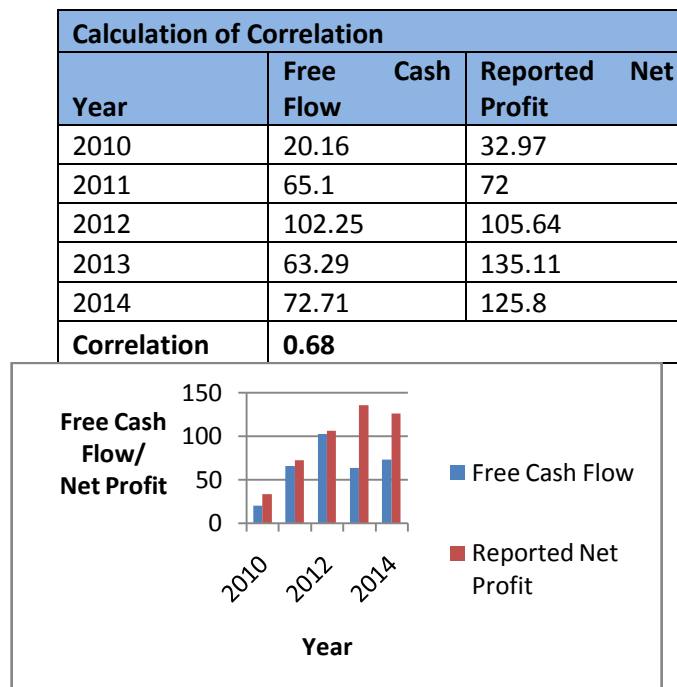 Calculation of Correlation
Free Cash Reported Net
Year Flow Profit
2010 20.16 32.97
2011 65.1 72
2012 102.25 105.64
2013 63.29 135.11
2014 72.71 125.8
Correlation 0.68
150
100
50
0
Free Cash
Flow/
Net Profit
2010
2012
2014
Year
Free Cash Flow
Reported Net
Profit